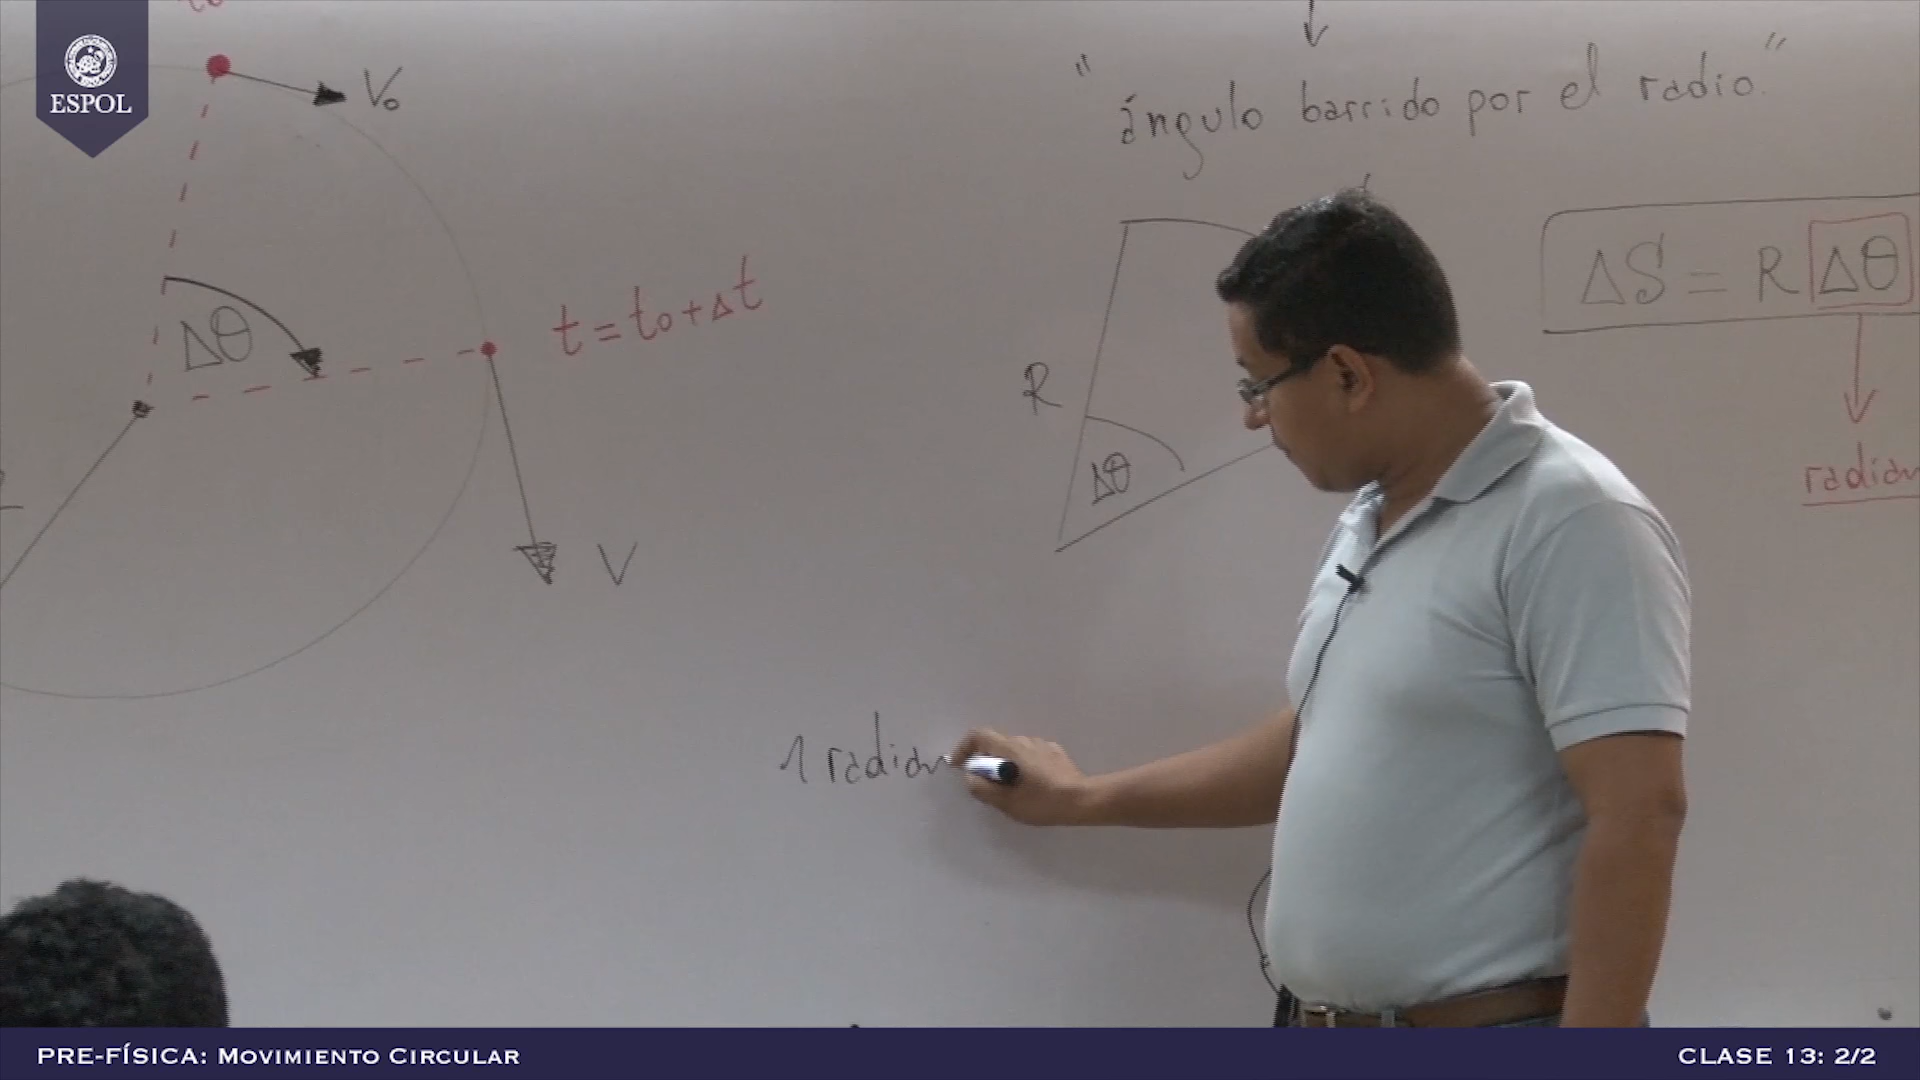 ESPOL
V₀
Δθ
t = t₀ + Δt
V
"ángulo barrido por el radio."
R
Δθ
ΔS = R Δθ
radian
1 radian
PRE-FÍSICA: MOVIMIENTO CIRCULAR
CLASE 13: 2/2